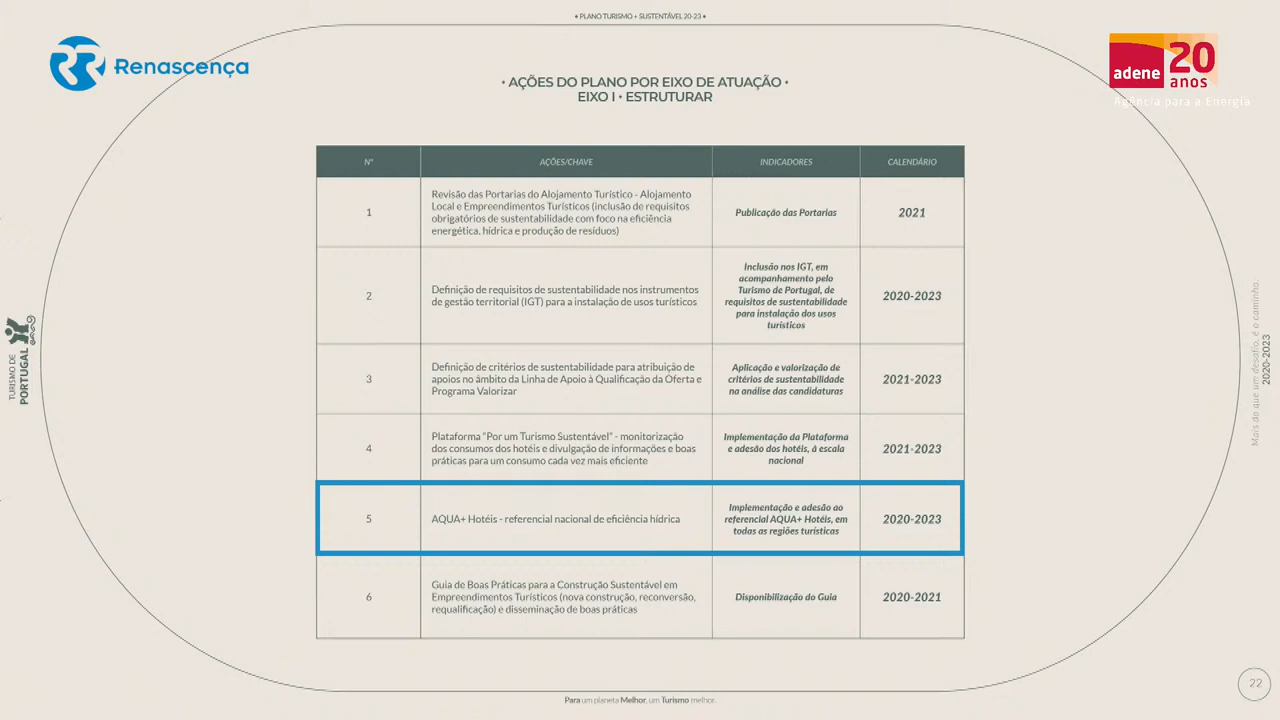 • PLANO TURISMO + SUSTENTÁVEL 20-23 •
Renascença
adene
20
anos
Agência para a Energia
• AÇÕES DO PLANO POR EIXO DE ATUAÇÃO •
EIXO I • ESTRUTURAR
Nº
AÇÕES/CHAVE
INDICADORES
CALENDÁRIO
1
Revisão das Portarias do Alojamento Turístico - Alojamento
Local e Empreendimentos Turísticos (inclusão de requisitos
obrigatórios de sustentabilidade com foco na eficiência
energética, hídrica e produção de resíduos)
Publicação das Portarias
2021
2
Definição de requisitos de sustentabilidade nos instrumentos
de gestão territorial (IGT) para a instalação de usos turísticos
Inclusão nos IGT, em
acompanhamento pelo
Turismo de Portugal, de
requisitos de sustentabilidade
para instalação dos usos
turísticos
2020-2023
3
Definição de critérios de sustentabilidade para atribuição de
apoios no âmbito da Linha de Apoio à Qualificação da Oferta e
Programa Valorizar
Aplicação e valorização de
critérios de sustentabilidade
na análise das candidaturas
2021-2023
4
Plataforma "Por um Turismo Sustentável" - monitorização
dos consumos dos hotéis e divulgação de informações e boas
práticas para um consumo cada vez mais eficiente
Implementação da Plataforma
e adesão dos hotéis, à escala
nacional
2021-2023
5
AQUA+ Hotéis - referencial nacional de eficiência hídrica
Implementação e adesão ao
referencial AQUA+ Hotéis, em
todas as regiões turísticas
2020-2023
6
Guia de Boas Práticas para a Construção Sustentável em
Empreendimentos Turísticos (nova construção, reconversão,
requalificação) e disseminação de boas práticas
Disponibilização do Guia
2020-2021
TURISMO DE
PORTUGAL
Mais do que um desafio, é o caminho.
2020-2023
Para um planeta Melhor, um Turismo melhor.
22